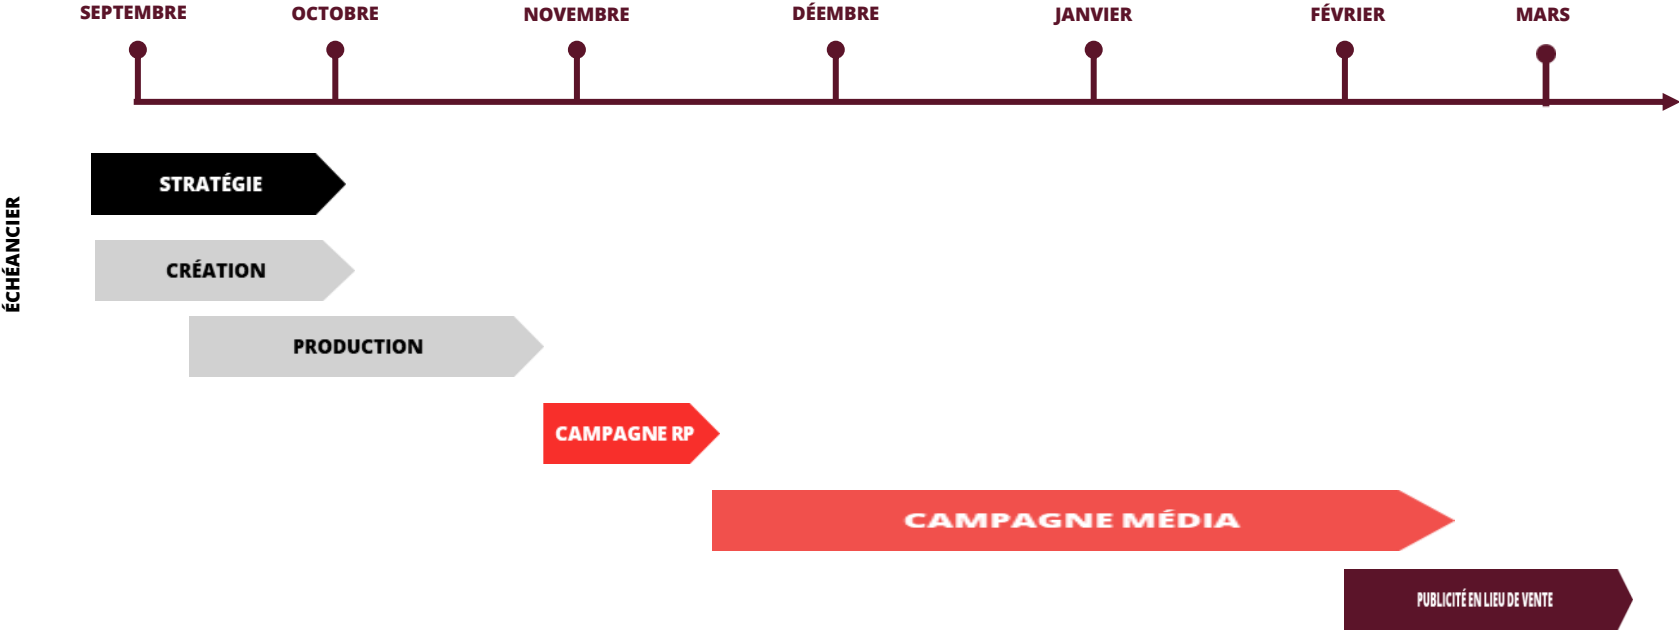 SEPTEMBRE OCTOBRE NOVEMBRE DÉEMBRE JANVIER FÉVRIER MARS
ÉCHÉANCIER
STRATÉGIE
CRÉATION
PRODUCTION
CAMPAGNE RP
CAMPAGNE MÉDIA
PUBLICITÉ EN LIEU DE VENTE